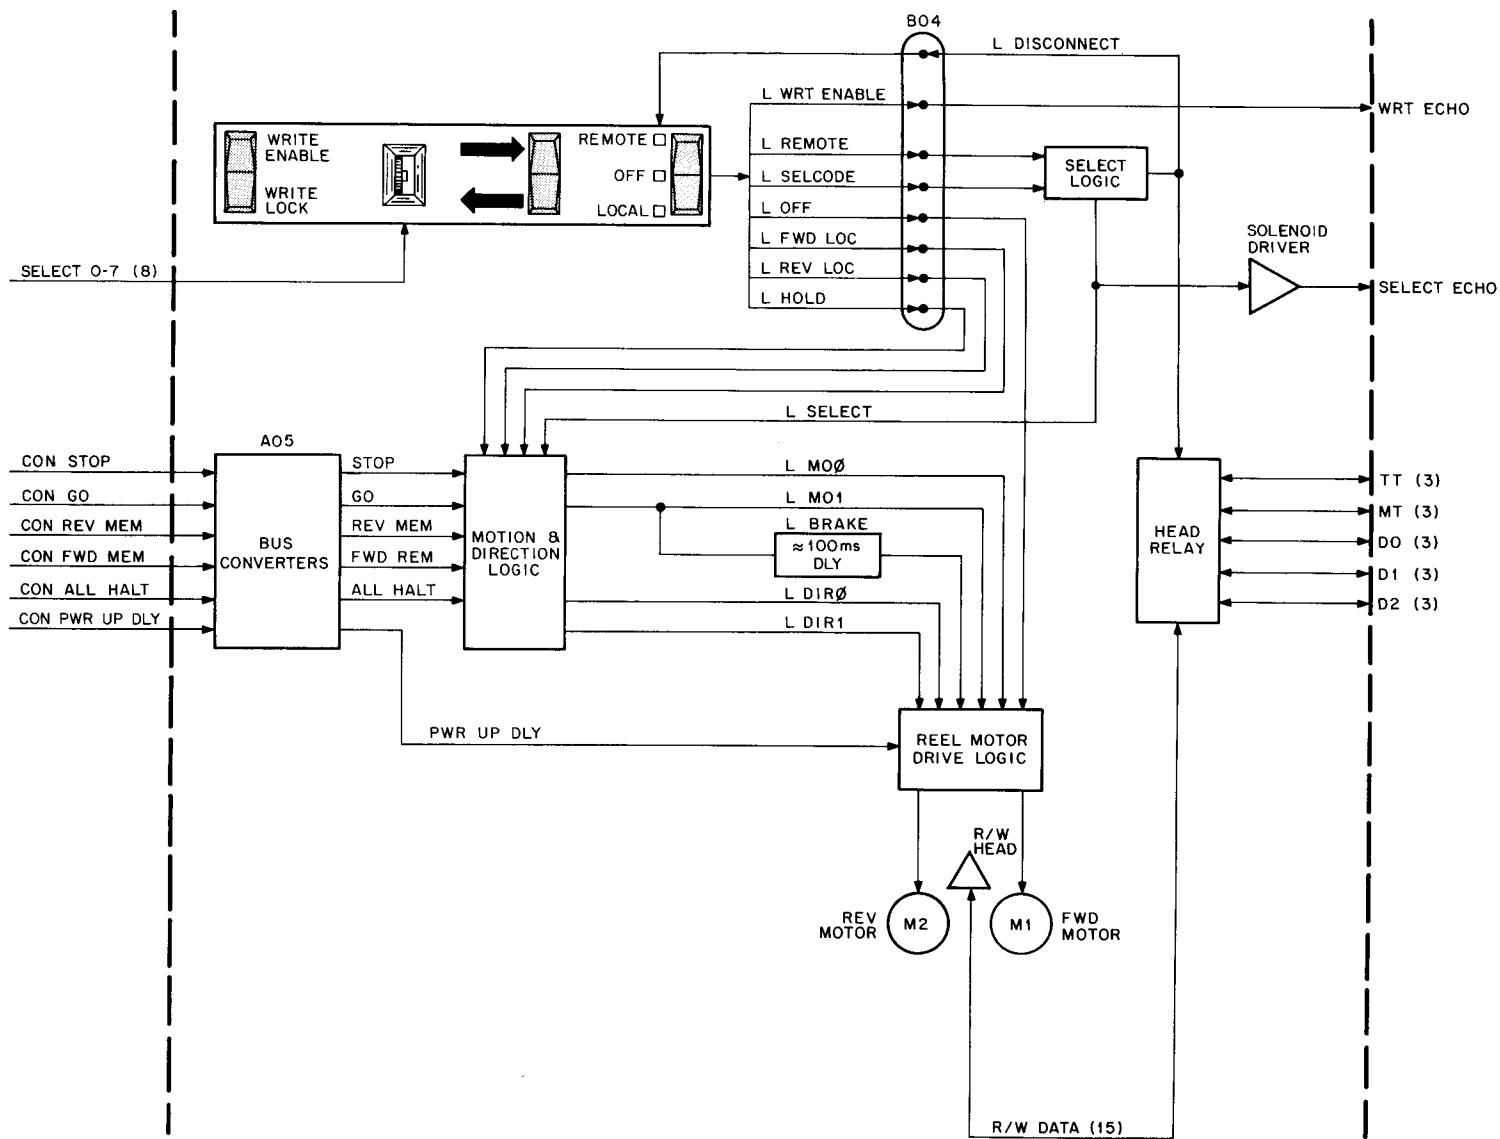 B04
L DISCONNECT
L WRT ENABLE
WRT ECHO
WRITE
ENABLE
WRITE
LOCK
REMOTE
OFF
LOCAL
L REMOTE
L SELCODE
L OFF
L FWD LOC
L REV LOC
L HOLD
SELECT
LOGIC
SOLENOID
DRIVER
SELECT 0-7 (8)
SELECT ECHO
L SELECT
A05
CON STOP
CON GO
CON REV MEM
CON FWD MEM
CON ALL HALT
CON PWR UP DLY
BUS
CONVERTERS
STOP
GO
REV MEM
FWD REM
ALL HALT
MOTION &
DIRECTION
LOGIC
L MOØ
L MO1
L BRAKE
≈100ms
DLY
L DIRØ
L DIR1
HEAD
RELAY
TT (3)
MT (3)
D0 (3)
D1 (3)
D2 (3)
PWR UP DLY
REEL MOTOR
DRIVE LOGIC
R/W
HEAD
REV
MOTOR
M2
M1
FWD
MOTOR
R/W DATA (15)